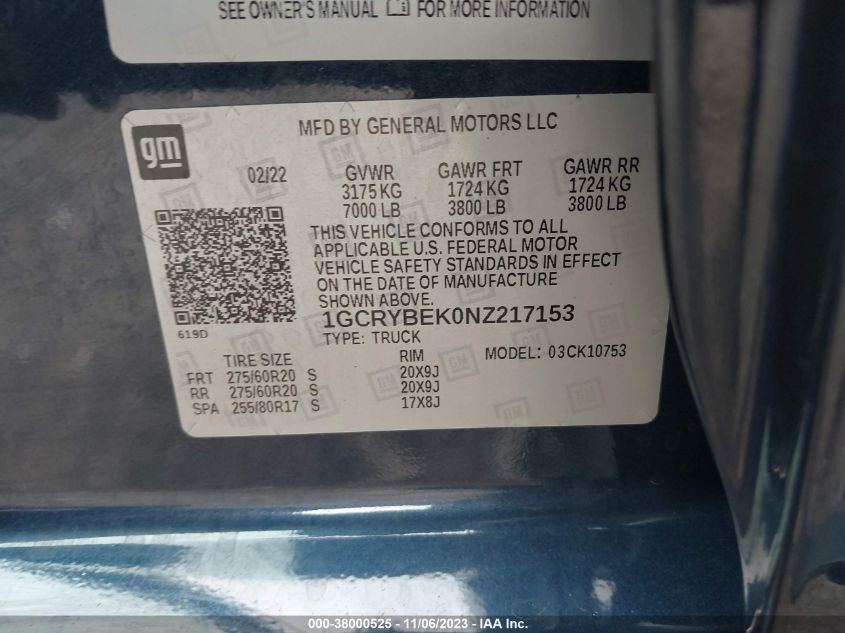 SEE OWNER'S MANUAL FOR MORE INFORMATION
gm
MFD BY GENERAL MOTORS LLC
02/22
GVWR GAWR FRT GAWR RR
3175 KG 1724 KG 1724 KG
7000 LB 3800 LB 3800 LB
THIS VEHICLE CONFORMS TO ALL
APPLICABLE U.S. FEDERAL MOTOR
VEHICLE SAFETY STANDARDS IN EFFECT
ON THE DATE OF MANUFACTURE
SHOWN ABOVE.
619D
1GCRYBEK0NZ217153
TYPE: TRUCK
MODEL: 03CK10753
TIRE SIZE RIM
FRT 275/60R20 S 20X9J
RR 275/60R20 S 20X9J
SPA 255/80R17 S 17X8J
000-38000525 - 11/06/2023 - IAA Inc.